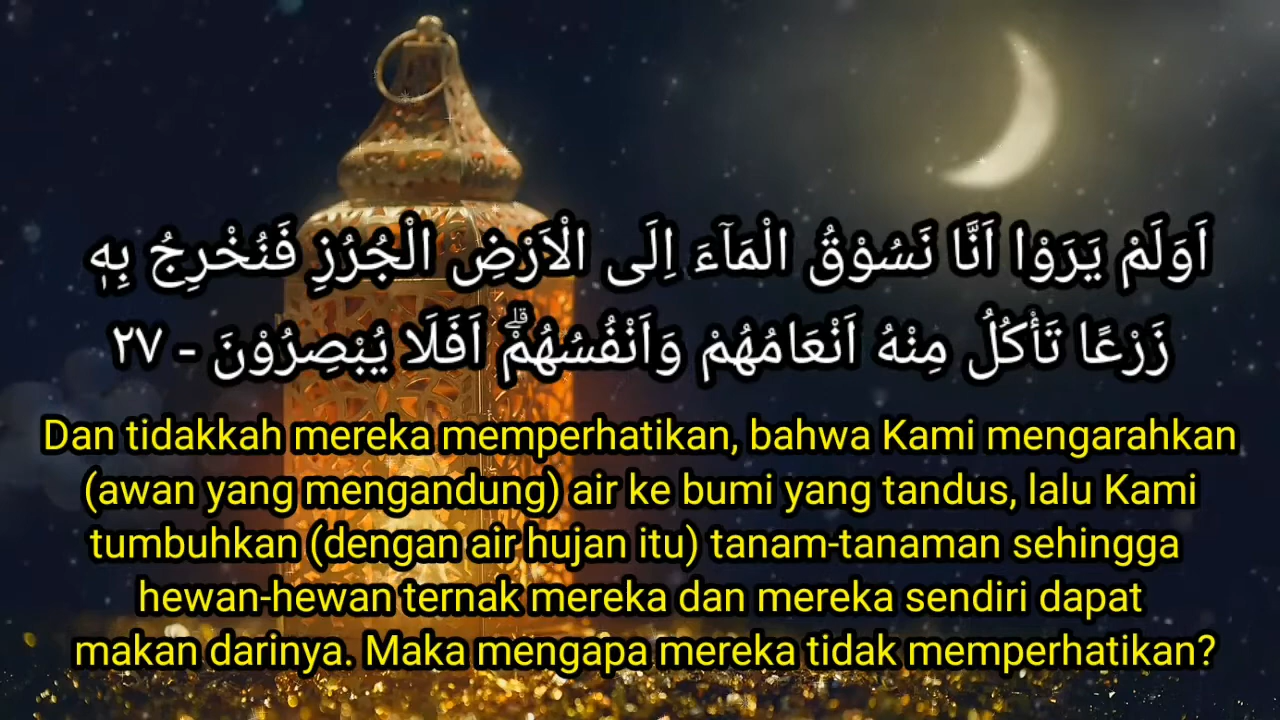 اَوَلَمْ يَرَوْا اَنَّا نَسُوْقُ الْمَاۤءَ اِلَى الْاَرْضِ الْجُرُزِ فَنُخْرِجُ بِهٖ
زَرْعًا تَأْكُلُ مِنْهُ اَنْعَامُهُمْ وَاَنْفُسُهُمْۗ اَفَلَا يُبْصِرُوْنَ - ٢٧
Dan tidakkah mereka memperhatikan, bahwa Kami mengarahkan
(awan yang mengandung) air ke bumi yang tandus, lalu Kami
tumbuhkan (dengan air hujan itu) tanam-tanaman sehingga
hewan-hewan ternak mereka dan mereka sendiri dapat
makan darinya. Maka mengapa mereka tidak memperhatikan?